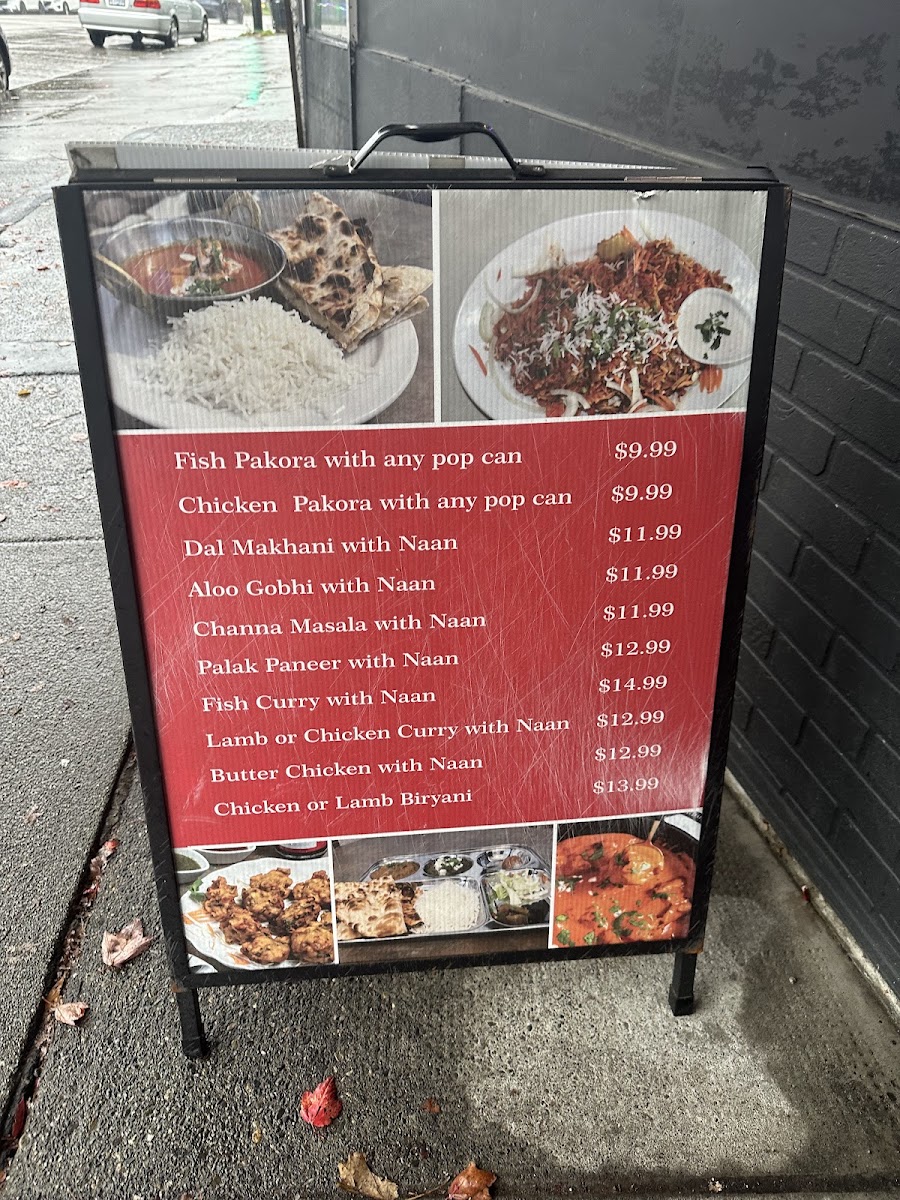 Fish Pakora with any pop can $9.99
Chicken Pakora with any pop can $9.99
Dal Makhani with Naan $11.99
Aloo Gobhi with Naan $11.99
Channa Masala with Naan $11.99
Palak Paneer with Naan $12.99
Fish Curry with Naan $14.99
Lamb or Chicken Curry with Naan $12.99
Butter Chicken with Naan $12.99
Chicken or Lamb Biryani $13.99